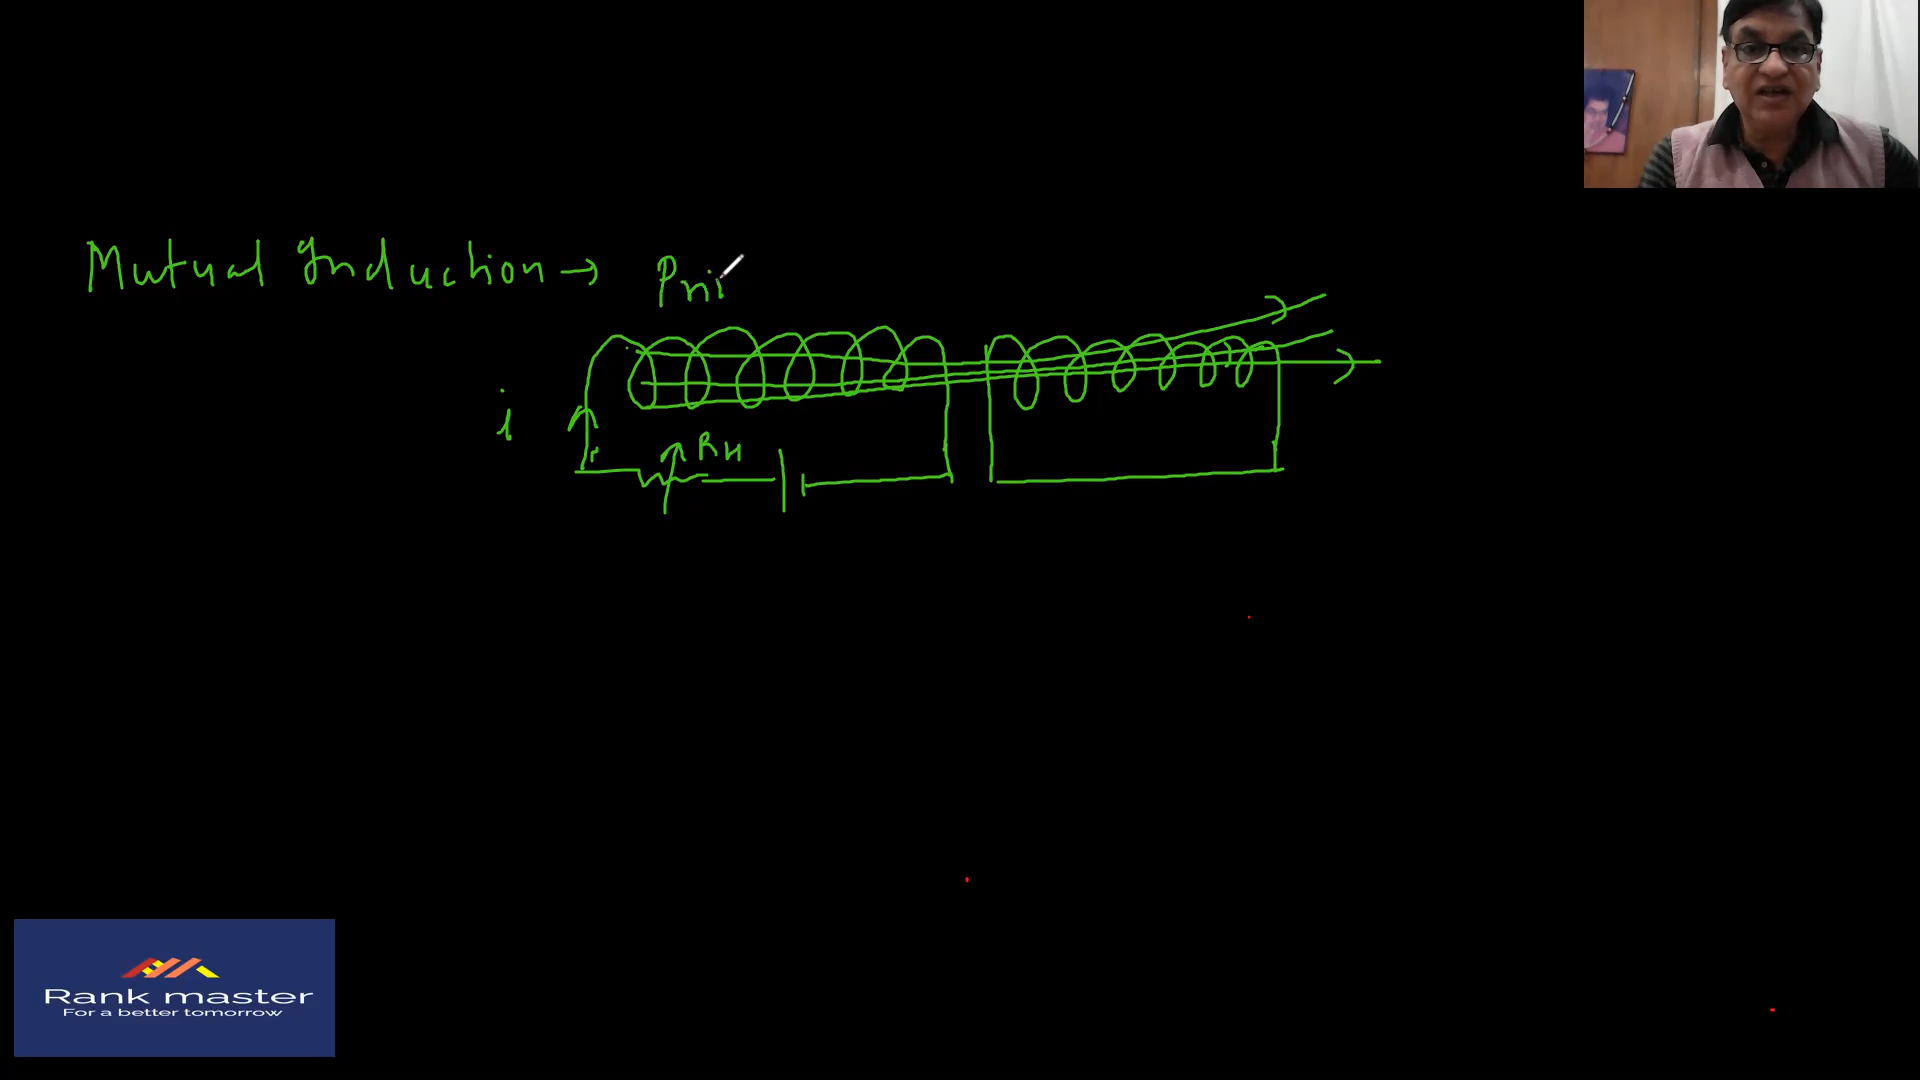 Mutual Induction → Pri
i
RH
Rank master
For a better tomorrow